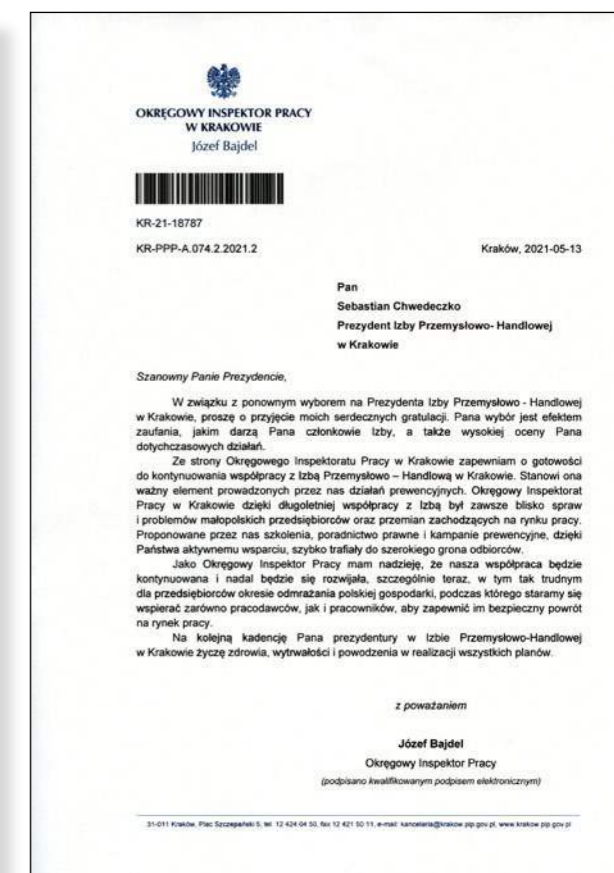 OKRĘGOWY INSPEKTOR PRACY
W KRAKOWIE
Józef Bajdel
KR-21-18787
KR-PPP-A.074.2.2021.2
Kraków, 2021-05-13
Pan
Sebastian Chwedeczko
Prezydent Izby Przemysłowo- Handlowej
w Krakowie
Szanowny Panie Prezydencie,
W związku z ponownym wyborem na Prezydenta Izby Przemysłowo - Handlowej
w Krakowie, proszę o przyjęcie moich serdecznych gratulacji. Pana wybór jest efektem
zaufania, jakim darzą Pana członkowie Izby, a także wysokiej oceny Pana
dotychczasowych działań.
Ze strony Okręgowego Inspektoratu Pracy w Krakowie zapewniam o gotowości
do kontynuowania współpracy z Izbą Przemysłowo – Handlową w Krakowie. Stanowi ona
ważny element prowadzonych przez nas działań prewencyjnych. Okręgowy Inspektorat
Pracy w Krakowie dzięki długoletniej współpracy z Izbą był zawsze blisko spraw
i problemów małopolskich przedsiębiorców oraz przemian zachodzących na rynku pracy.
Proponowane przez nas szkolenia, poradnictwo prawne i kampanie prewencyjne, dzięki
Państwa aktywnemu wsparciu, szybko trafiały do szerokiego grona odbiorców.
Jako Okręgowy Inspektor Pracy mam nadzieję, że nasza współpraca będzie
kontynuowana i nadal będzie się rozwijała, szczególnie teraz, w tym tak trudnym
dla przedsiębiorców okresie odmrażania polskiej gospodarki, podczas którego staramy się
wspierać zarówno pracodawców, jak i pracowników, aby zapewnić im bezpieczny powrót
na rynek pracy.
Na kolejną kadencję Pana prezydentury w Izbie Przemysłowo-Handlowej
w Krakowie życzę zdrowia, wytrwałości i powodzenia w realizacji wszystkich planów.
z poważaniem
Józef Bajdel
Okręgowy Inspektor Pracy
(podpisano kwalifikowanym podpisem elektronicznym)
31-011 Kraków, Plac Szczepański 5, tel. 12 424 04 50, fax 12 421 50 11, e-mail: kancelaria@krakow.pip.gov.pl, www.krakow.pip.gov.pl